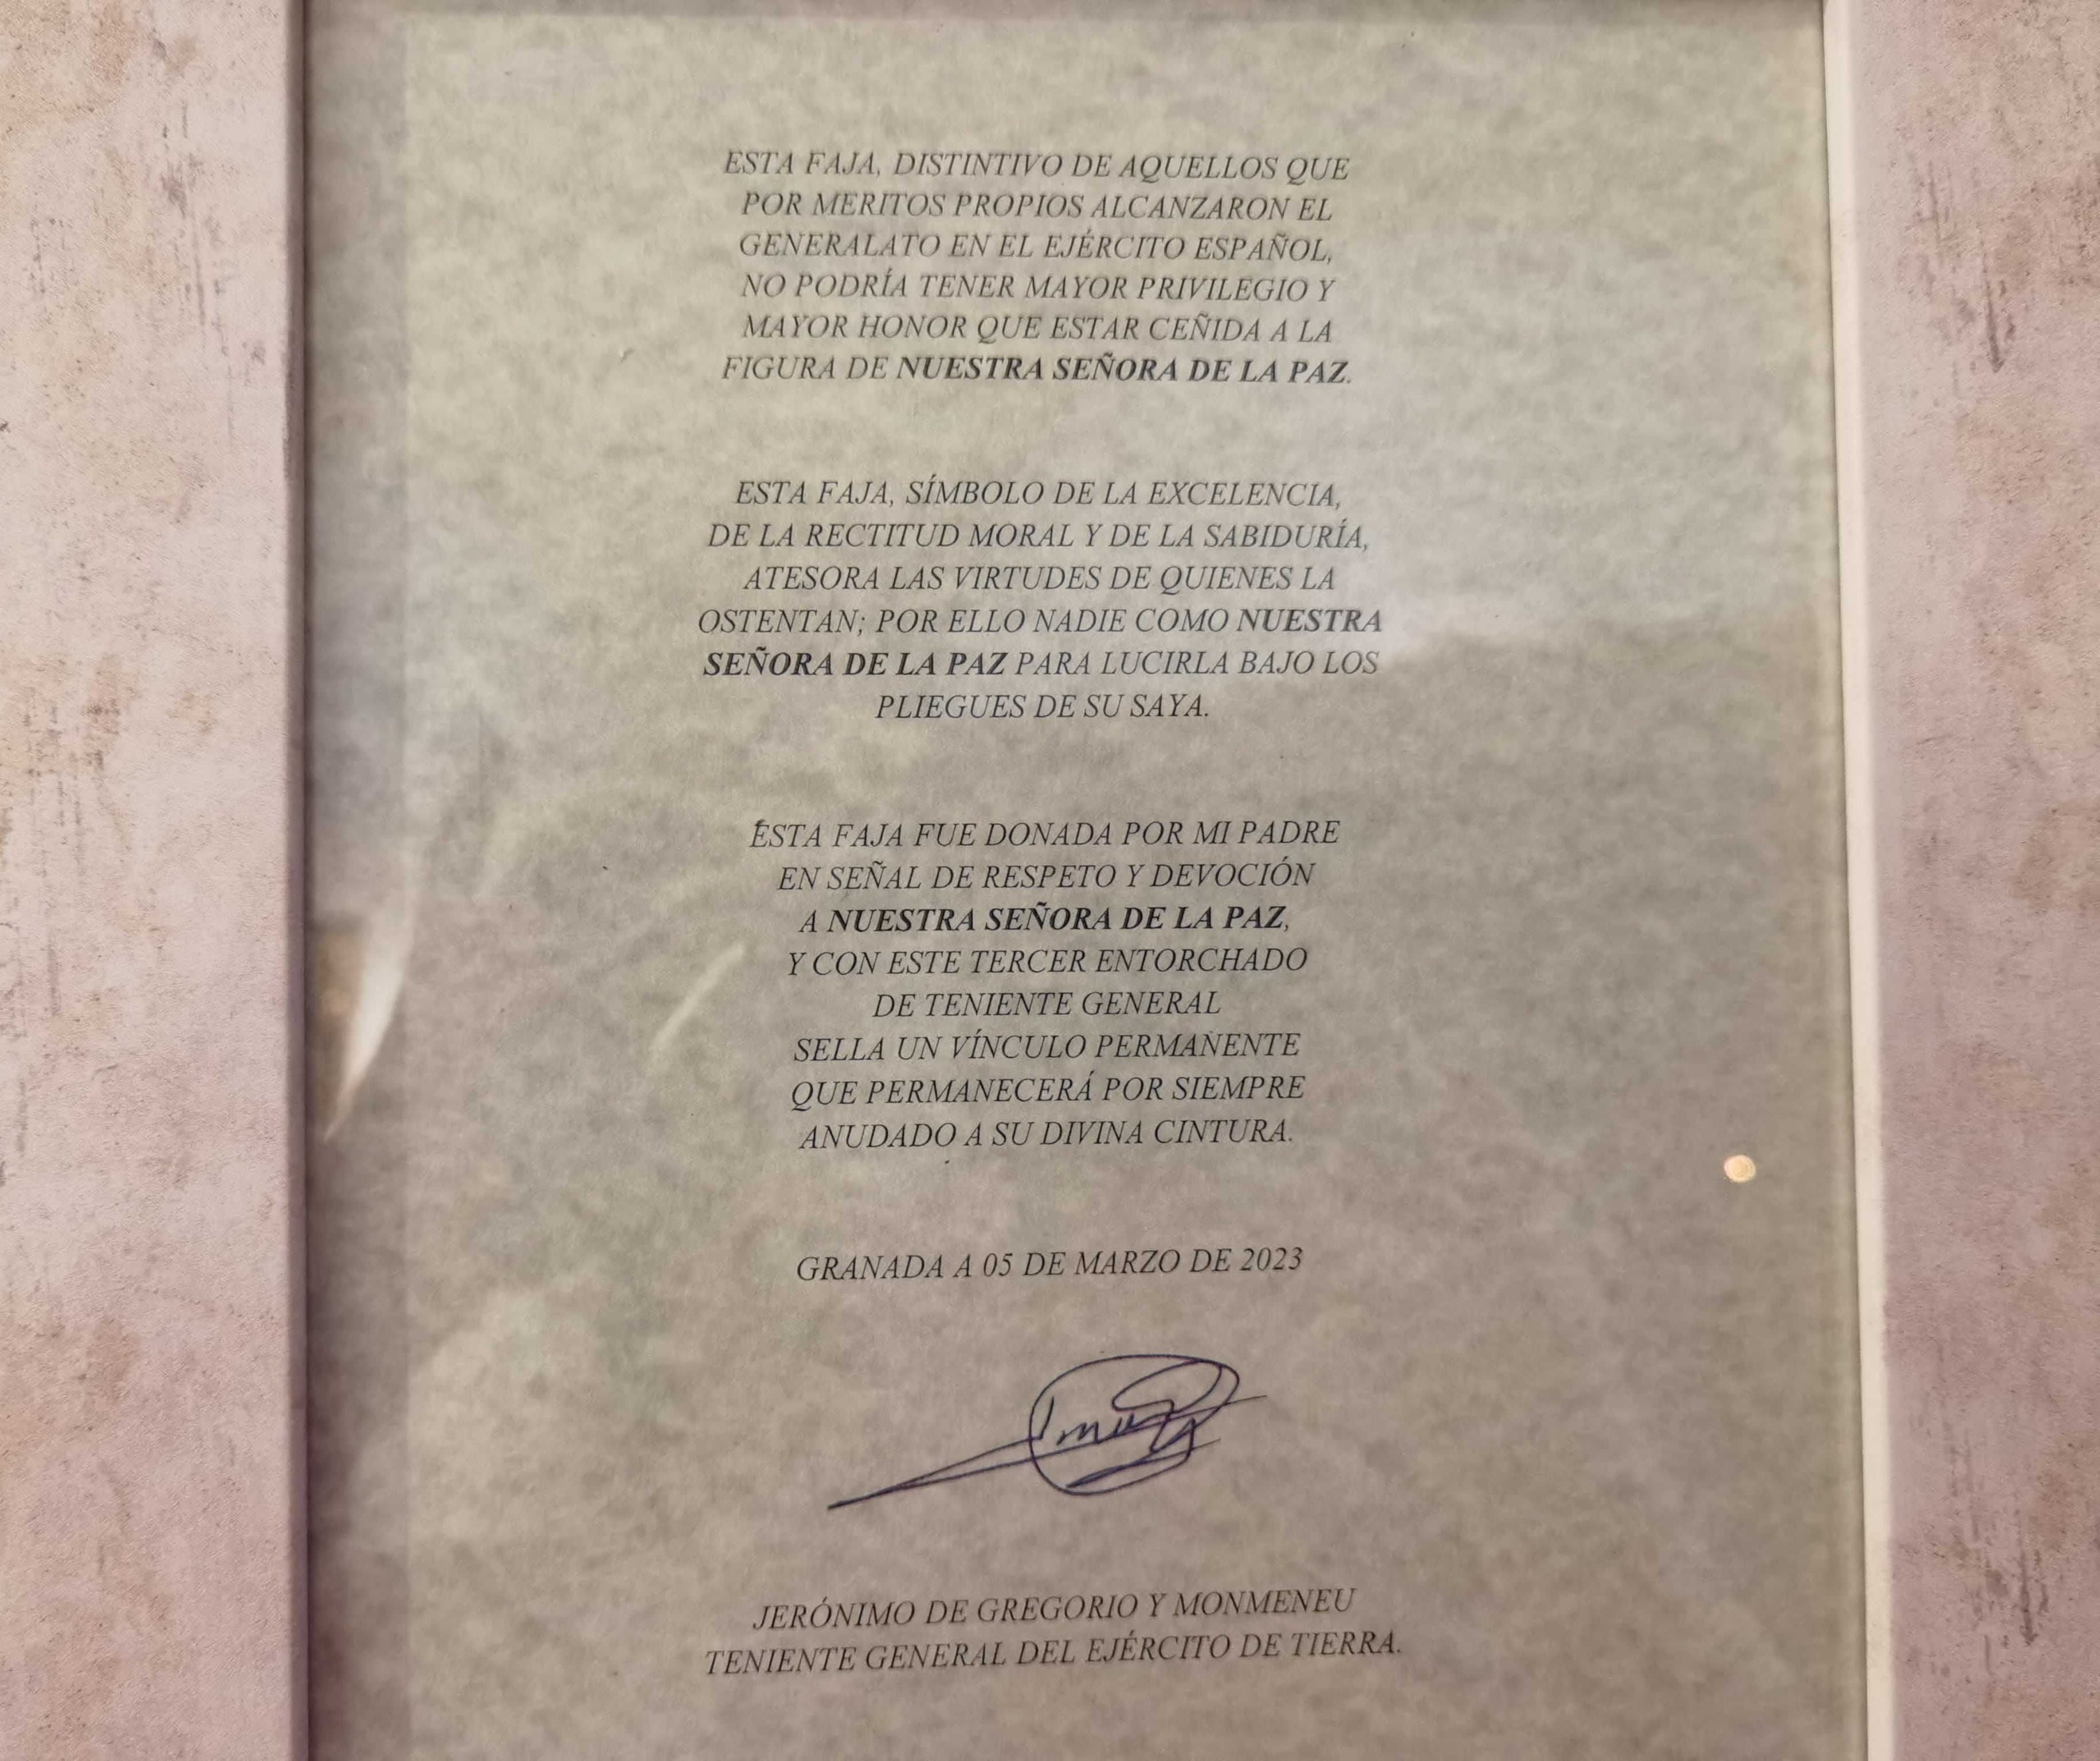 ESTA FAJA, DISTINTIVO DE AQUELLOS QUE
POR MERITOS PROPIOS ALCANZARON EL
GENERALATO EN EL EJÉRCITO ESPAÑOL,
NO PODRÍA TENER MAYOR PRIVILEGIO Y
MAYOR HONOR QUE ESTAR CEÑIDA A LA
FIGURA DE NUESTRA SEÑORA DE LA PAZ.
ESTA FAJA, SÍMBOLO DE LA EXCELENCIA,
DE LA RECTITUD MORAL Y DE LA SABIDURÍA,
ATESORA LAS VIRTUDES DE QUIENES LA
OSTENTAN; POR ELLO NADIE COMO NUESTRA
SEÑORA DE LA PAZ PARA LUCIRLA BAJO LOS
PLIEGUES DE SU SAYA.
ESTA FAJA FUE DONADA POR MI PADRE
EN SEÑAL DE RESPETO Y DEVOCIÓN
A NUESTRA SEÑORA DE LA PAZ,
Y CON ESTE TERCER ENTORCHADO
DE TENIENTE GENERAL
SELLA UN VÍNCULO PERMANENTE
QUE PERMANECERÁ POR SIEMPRE
ANUDADO A SU DIVINA CINTURA.
GRANADA A 05 DE MARZO DE 2023
JERÓNIMO DE GREGORIO Y MONMENEU
TENIENTE GENERAL DEL EJÉRCITO DE TIERRA.